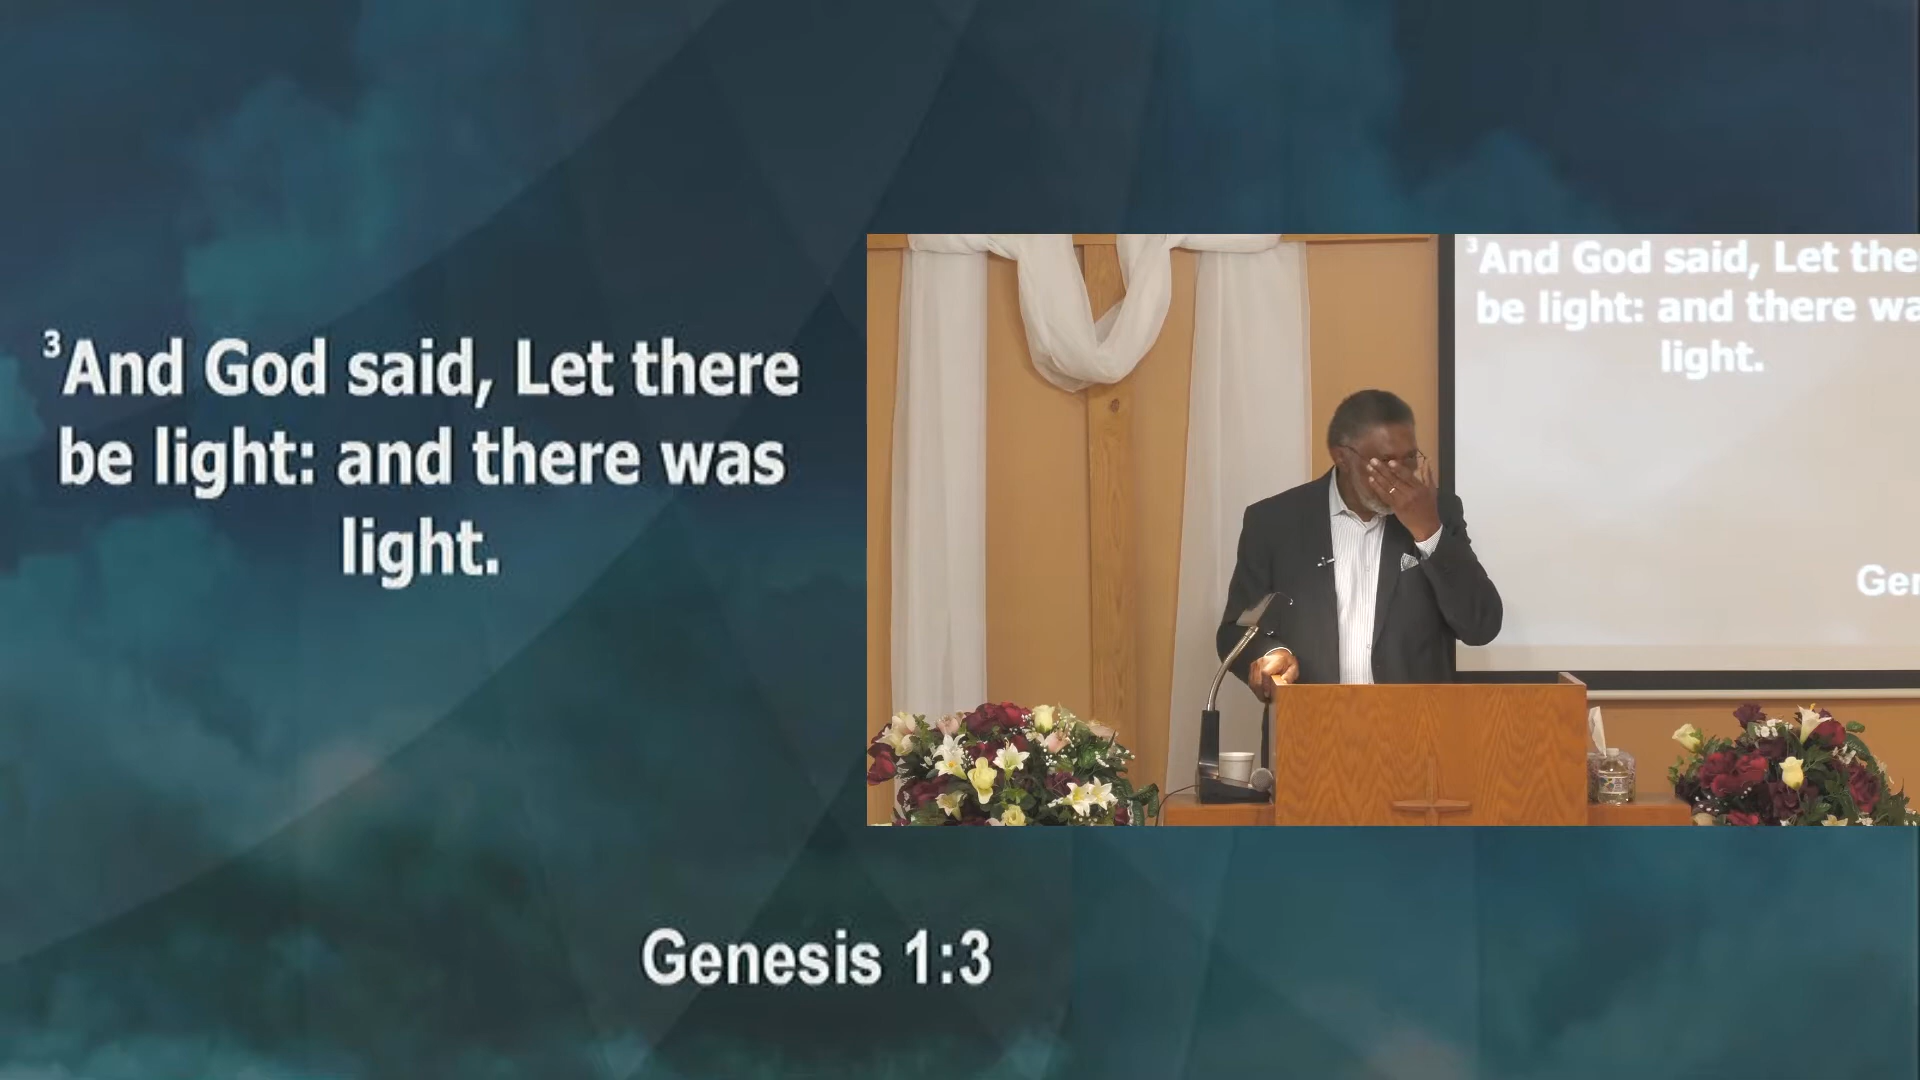 ³And God said, Let there
be light: and there was
light.
Genesis 1:3
³And God said, Let the
be light: and there wa
light.
Gen